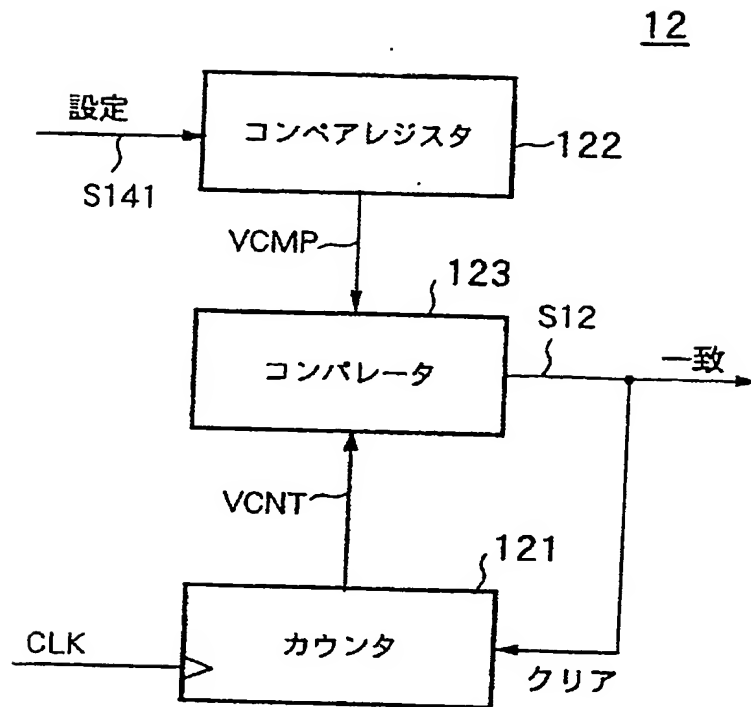 12
設定
コンペアレジスタ
122
S141
VCMP
123
S12
コンパレータ
一致
VCNT
121
CLK
カウンタ
クリア